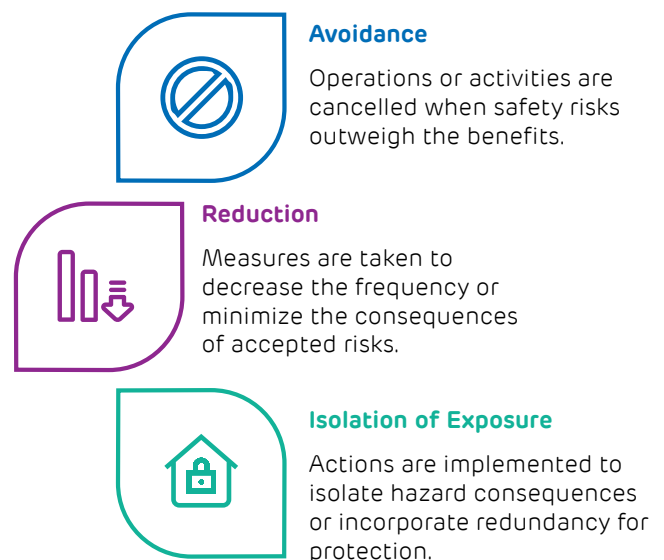 Avoidance
Operations or activities are
cancelled when safety risks
outweigh the benefits.
Reduction
Measures are taken to
decrease the frequency or
minimize the consequences
of accepted risks.
Isolation of Exposure
Actions are implemented to
isolate hazard consequences
or incorporate redundancy for
protection.